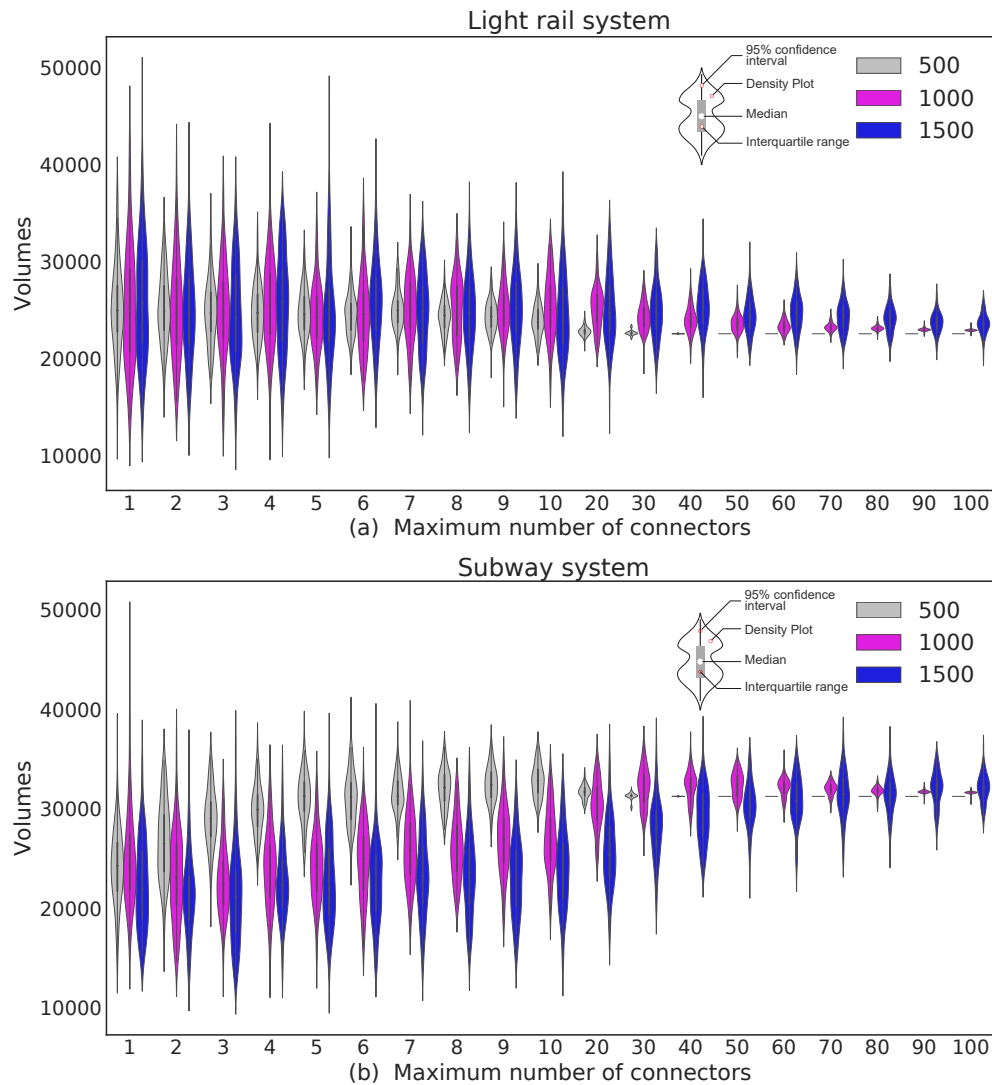 Light rail system
50000
40000
30000
20000
10000
Volumes
95% confidence
interval
Density Plot
Median
Interquartile range
500
1000
1500
1 2 3 4 5 6 7 8 9 10 20 30 40 50 60 70 80 90 100
(a) Maximum number of connectors
Subway system
50000
40000
30000
20000
10000
Volumes
95% confidence
interval
Density Plot
Median
Interquartile range
500
1000
1500
1 2 3 4 5 6 7 8 9 10 20 30 40 50 60 70 80 90 100
(b) Maximum number of connectors